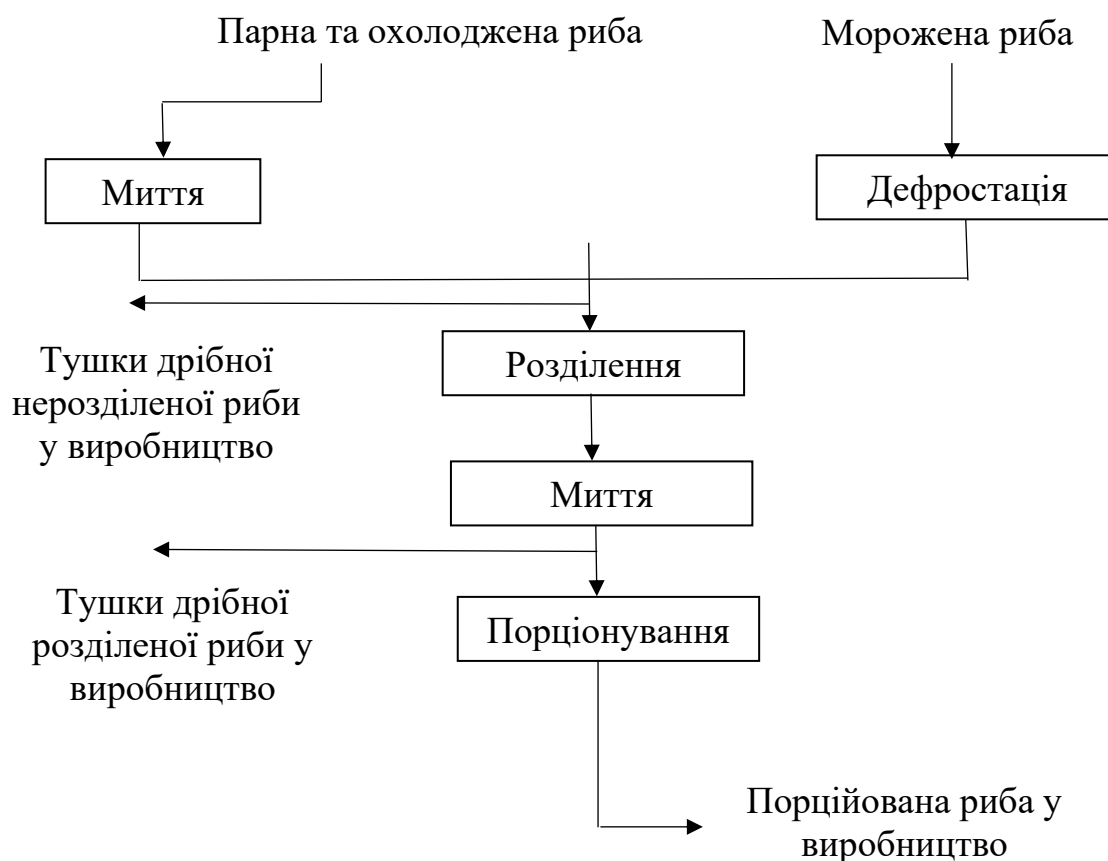 Парна та охолоджена риба
Морожена риба
Миття
Дефростація
Тушки дрібної
нерозділеної риби
у виробництво
Розділення
Миття
Тушки дрібної
розділеної риби у
виробництво
Порціонування
Порційована риба у
виробництво